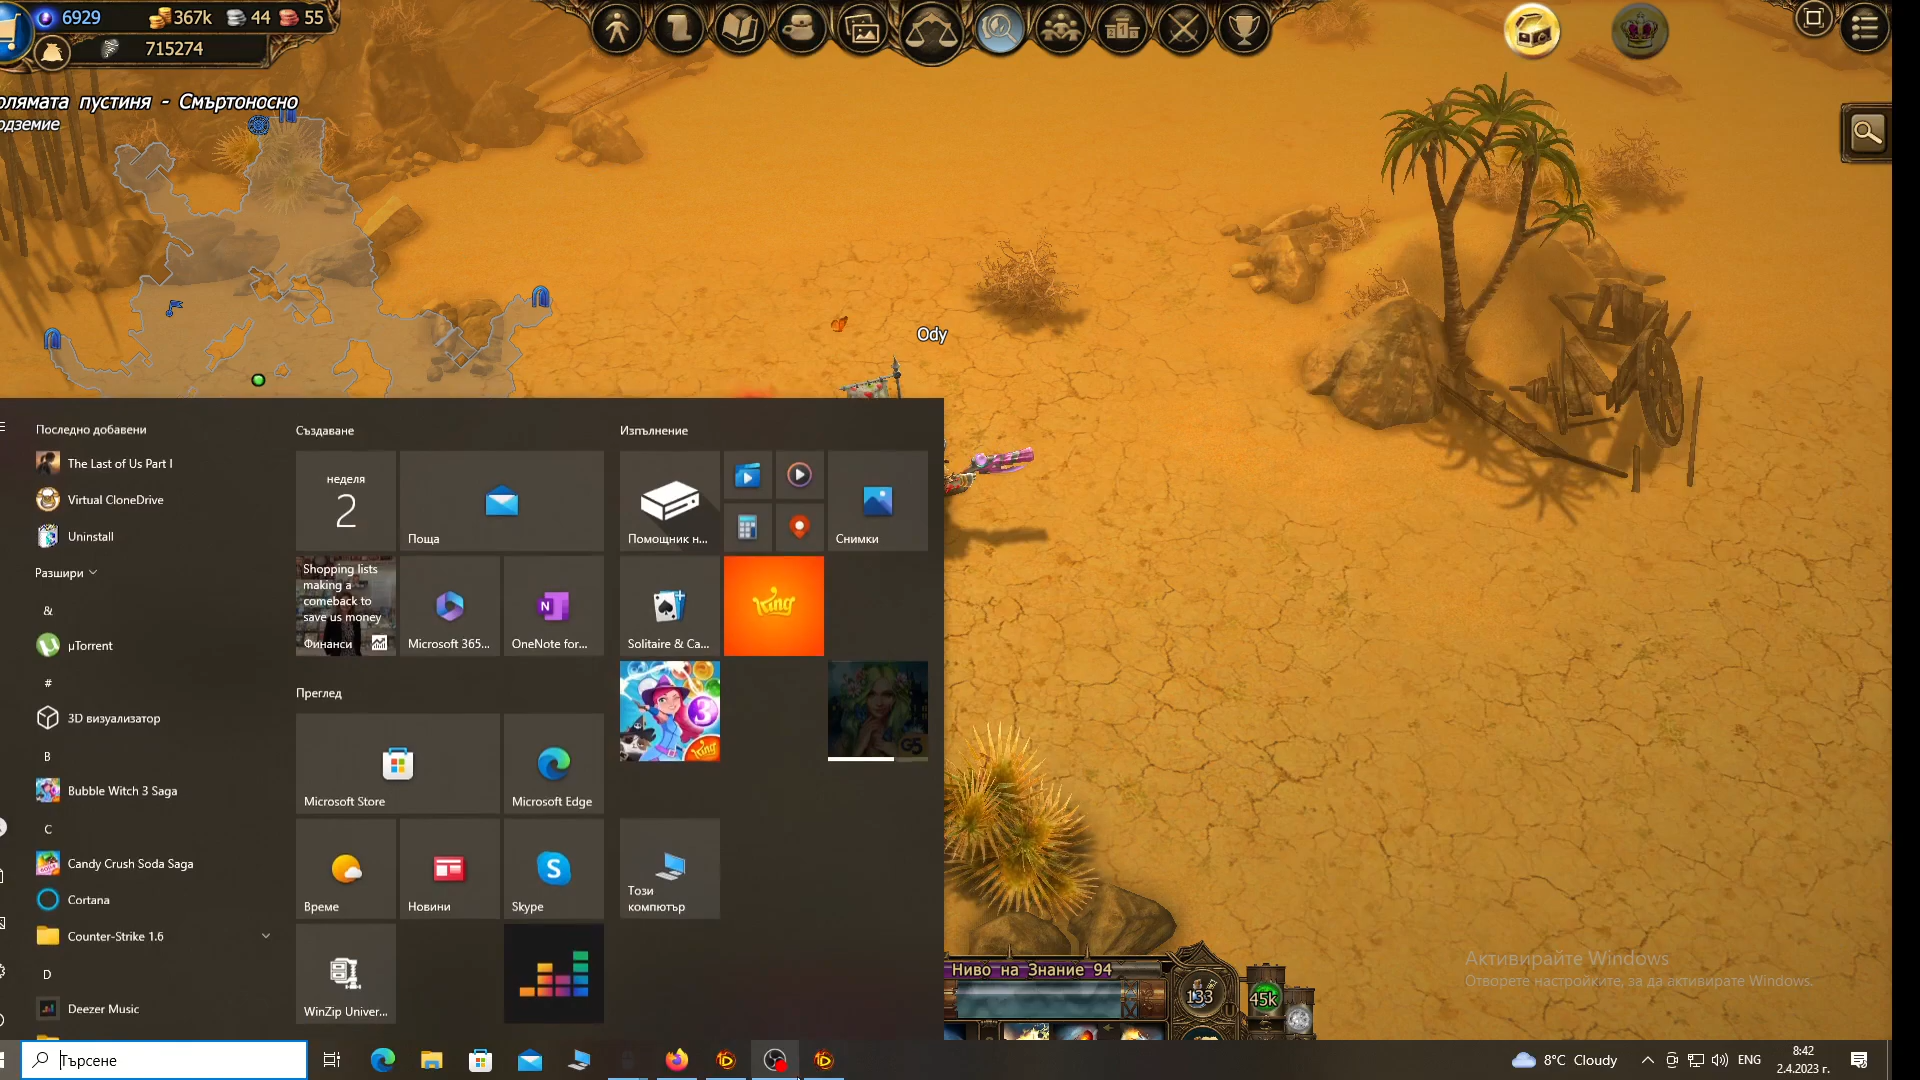 6929
367k
44
55
715274
олямата пустиня - Смъртоносно
одземие
Ody
Последно добавени
The Last of Us Part I
Virtual CloneDrive
Uninstall
Разшири
&
µTorrent
#
3D визуализатор
B
Bubble Witch 3 Saga
C
Candy Crush Soda Saga
Cortana
Counter-Strike 1.6
D
Deezer Music
Създаване
неделя
2
Поща
Shopping lists
making a
comeback to
save us money
Финанси
Microsoft 365...
OneNote for...
Преглед
Microsoft Store
Microsoft Edge
Време
Новини
Skype
WinZip Univer...
Изпълнение
Помощник н...
Снимки
Solitaire & Ca...
King
3
King
G5
Този
компютър
Ниво на Знание 94
133
45k
Активирайте Windows
Отворете настройките, за да активирате Windows.
Търсене
8°C Cloudy
ENG
8:42
2.4.2023 г.